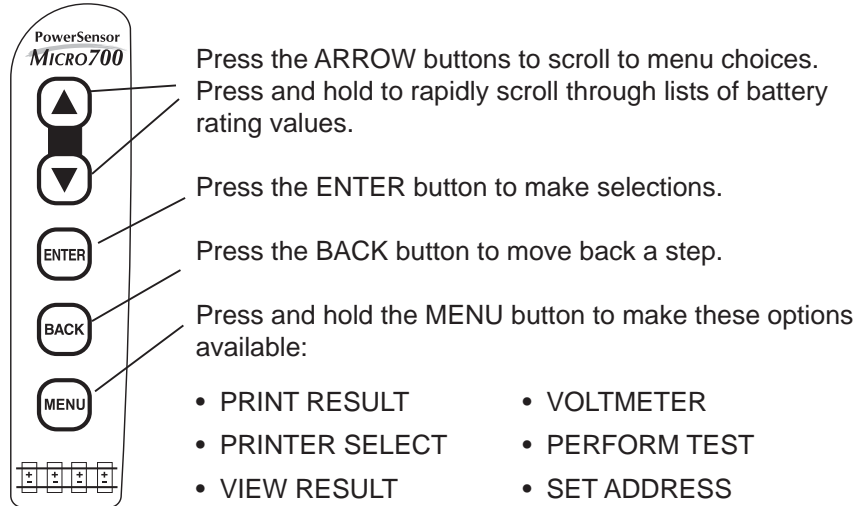 PowerSensor
MICRO700
Press the ARROW buttons to scroll to menu choices.
Press and hold to rapidly scroll through lists of battery
rating values.
Press the ENTER button to make selections.
ENTER
Press the BACK button to move back a step.
BACK
Press and hold the MENU button to make these options
available:
MENU
• PRINT RESULT
• PRINTER SELECT
• VIEW RESULT
• VOLTMETER
• PERFORM TEST
• SET ADDRESS
+ + + +
- - - -